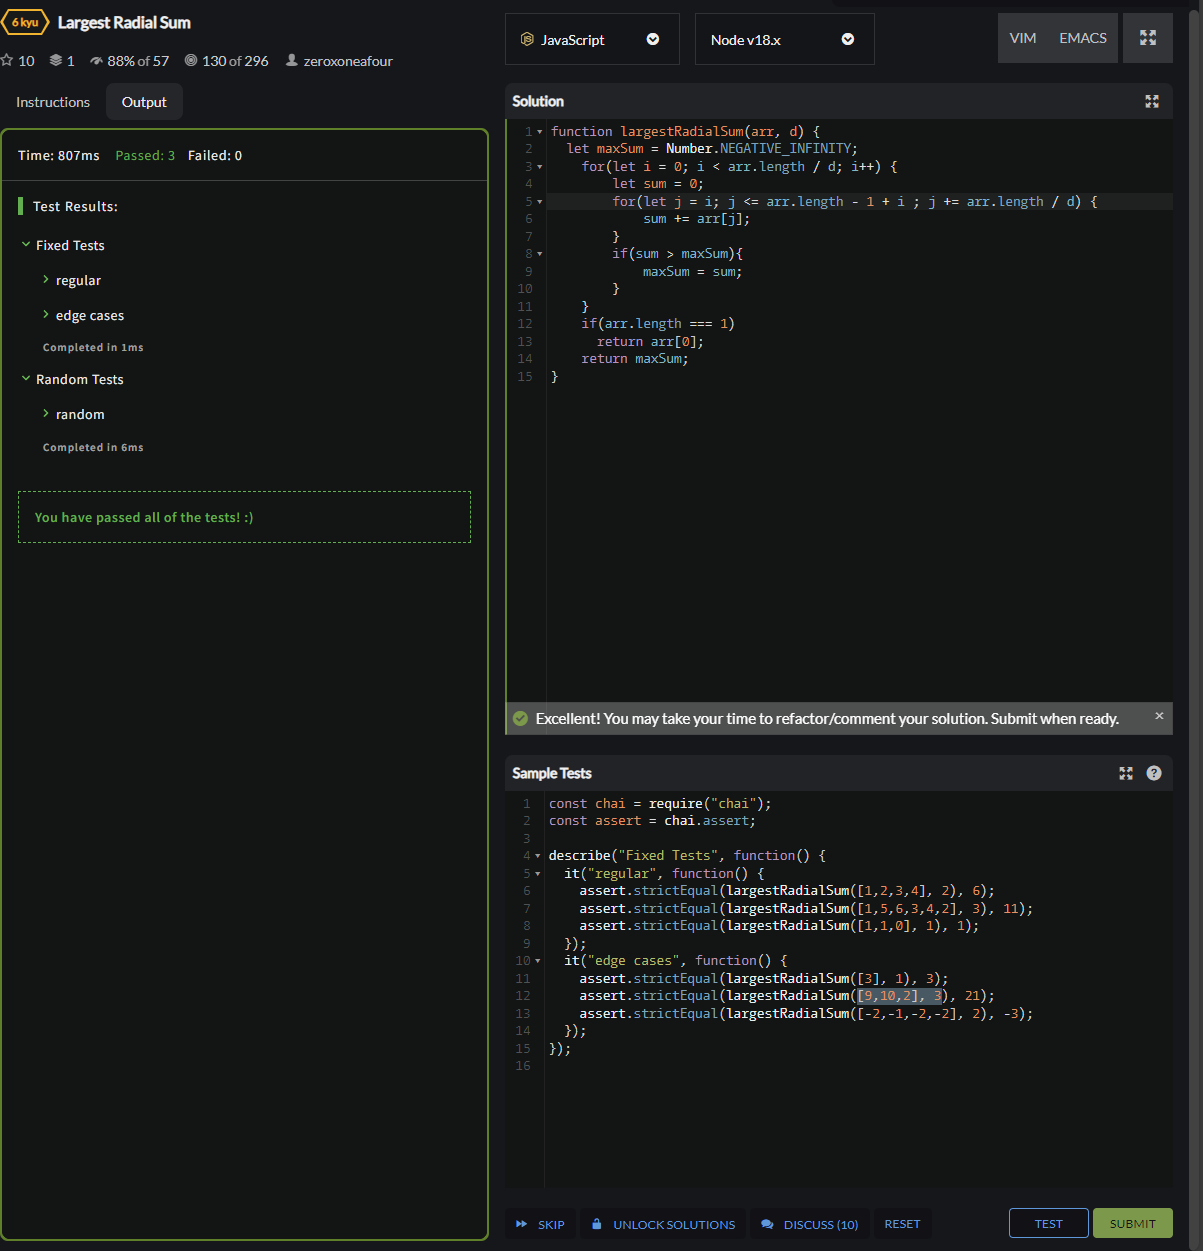 6 kyu Largest Radial Sum
10 1 88% of 57 130 of 296 zeroxoneafour
Instructions Output
Time: 807ms Passed: 3 Failed: 0
Test Results:
Fixed Tests
regular
edge cases
Completed in 1ms
Random Tests
random
Completed in 6ms
You have passed all of the tests! :)
JavaScript Node v18.x VIM EMACS
Solution
1 function largestRadialSum(arr, d) {
2 let maxSum = Number.NEGATIVE_INFINITY;
3 for(let i = 0; i < arr.length / d; i++) {
4 let sum = 0;
5 for(let j = i; j <= arr.length - 1 + i ; j += arr.length / d) {
6 sum += arr[j];
7 }
8 if(sum > maxSum){
9 maxSum = sum;
10 }
11 }
12 if(arr.length === 1)
13 return arr[0];
14 return maxSum;
15 }
Excellent! You may take your time to refactor/comment your solution. Submit when ready. ×
Sample Tests ?
1 const chai = require("chai");
2 const assert = chai.assert;
3
4 describe("Fixed Tests", function() {
5 it("regular", function() {
6 assert.strictEqual(largestRadialSum([1,2,3,4], 2), 6);
7 assert.strictEqual(largestRadialSum([1,5,6,3,4,2], 3), 11);
8 assert.strictEqual(largestRadialSum([1,1,0], 1), 1);
9 });
10 it("edge cases", function() {
11 assert.strictEqual(largestRadialSum([3], 1), 3);
12 assert.strictEqual(largestRadialSum([9,10,2], 3), 21);
13 assert.strictEqual(largestRadialSum([-2,-1,-2,-2], 2), -3);
14 });
15 });
16
SKIP UNLOCK SOLUTIONS DISCUSS (10) RESET TEST SUBMIT